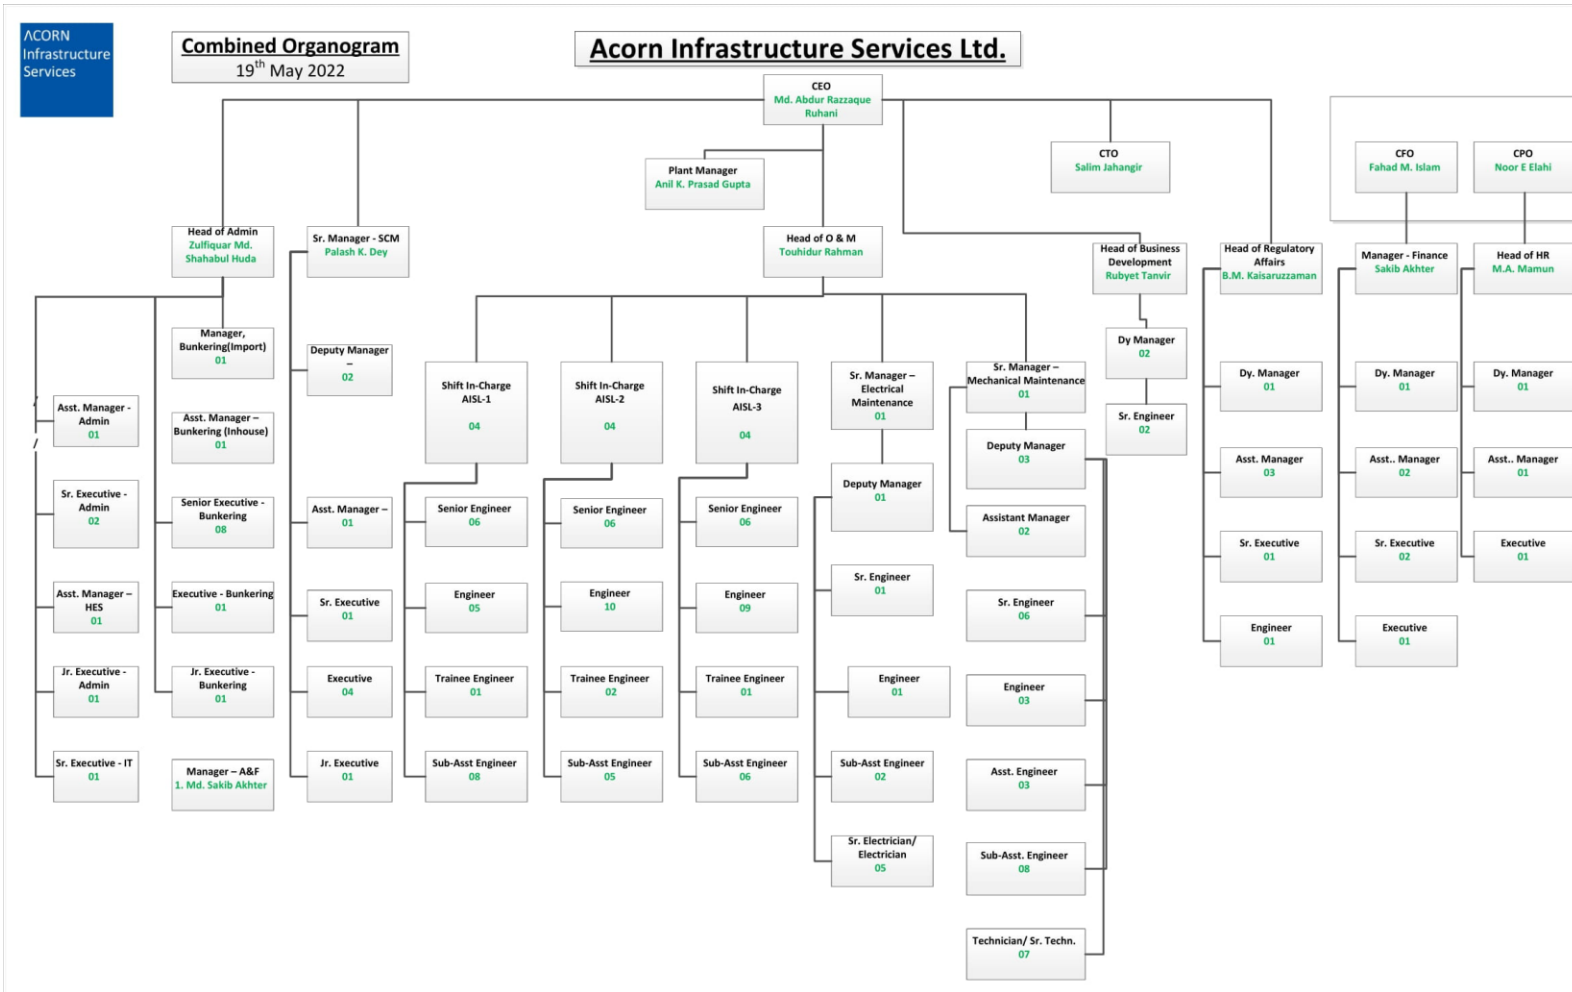 ΛCORN
Infrastructure
Services
Combined Organogram
19th May 2022
Acorn Infrastructure Services Ltd.
CEO
Md. Abdur Razzaque
Ruhani
Plant Manager
Anil K. Prasad Gupta
CTO
Salim Jahangir
CFO
Fahad M. Islam
CPO
Noor E Elahi
Head of Admin
Zulfiquar Md.
Shahabul Huda
Sr. Manager - SCM
Palash K. Dey
Head of O & M
Touhidur Rahman
Head of Business
Development
Rubyet Tanvir
Head of Regulatory
Affairs
B.M. Kaisaruzzaman
Manager - Finance
Sakib Akhter
Head of HR
M.A. Mamun
Asst. Manager -
Admin
01
Sr. Executive -
Admin
02
Asst. Manager –
HES
01
Jr. Executive -
Admin
01
Sr. Executive - IT
01
Manager,
Bunkering(Import)
01
Asst. Manager –
Bunkering (Inhouse)
01
Senior Executive -
Bunkering
08
Executive - Bunkering
01
Jr. Executive -
Bunkering
01
Manager – A&F
1. Md. Sakib Akhter
Deputy Manager
–
02
Asst. Manager –
01
Sr. Executive
01
Executive
04
Jr. Executive
01
Shift In-Charge
AISL-1
04
Senior Engineer
06
Engineer
05
Trainee Engineer
01
Sub-Asst Engineer
08
Shift In-Charge
AISL-2
04
Senior Engineer
06
Engineer
10
Trainee Engineer
02
Sub-Asst Engineer
05
Shift In-Charge
AISL-3
04
Senior Engineer
06
Engineer
09
Trainee Engineer
01
Sub-Asst Engineer
06
Sr. Manager –
Electrical
Maintenance
01
Deputy Manager
01
Sr. Engineer
01
Engineer
01
Sub-Asst Engineer
02
Sr. Electrician/
Electrician
05
Sr. Manager –
Mechanical Maintenance
01
Deputy Manager
03
Assistant Manager
02
Sr. Engineer
06
Engineer
03
Asst. Engineer
03
Sub-Asst. Engineer
08
Technician/ Sr. Techn.
07
Dy Manager
02
Sr. Engineer
02
Dy. Manager
01
Asst. Manager
03
Sr. Executive
01
Engineer
01
Dy. Manager
01
Asst.. Manager
02
Sr. Executive
02
Executive
01
Dy. Manager
01
Asst.. Manager
01
Executive
01